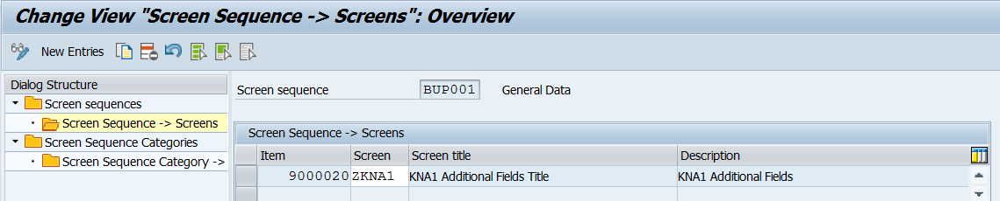 Change View "Screen Sequence -> Screens": Overview
New Entries
Dialog Structure
Screen sequences
Screen Sequence -> Screens
Screen Sequence Categories
Screen Sequence Category ->
Screen sequence BUP001 General Data
Screen Sequence -> Screens
Item Screen Screen title Description
9000020 ZKNA1 KNA1 Additional Fields Title KNA1 Additional Fields